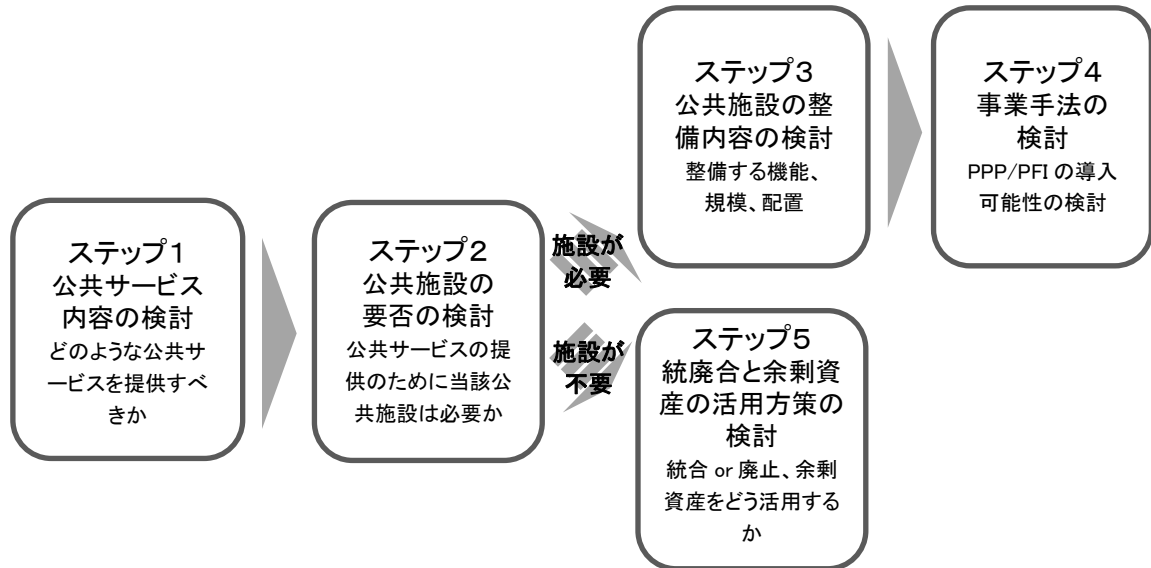 ステップ1
公共サービス
内容の検討
どのような公共サ
ービスを提供すべ
きか
ステップ2
公共施設の
要否の検討
公共サービスの提
供のために当該公
共施設は必要か
施設が
必要
施設が
不要
ステップ3
公共施設の整
備内容の検討
整備する機能、
規模、配置
ステップ4
事業手法の
検討
PPP/PFI の導入
可能性の検討
ステップ5
統廃合と余剰資
産の活用方策の
検討
統合 or 廃止、余剰
資産をどう活用する
か